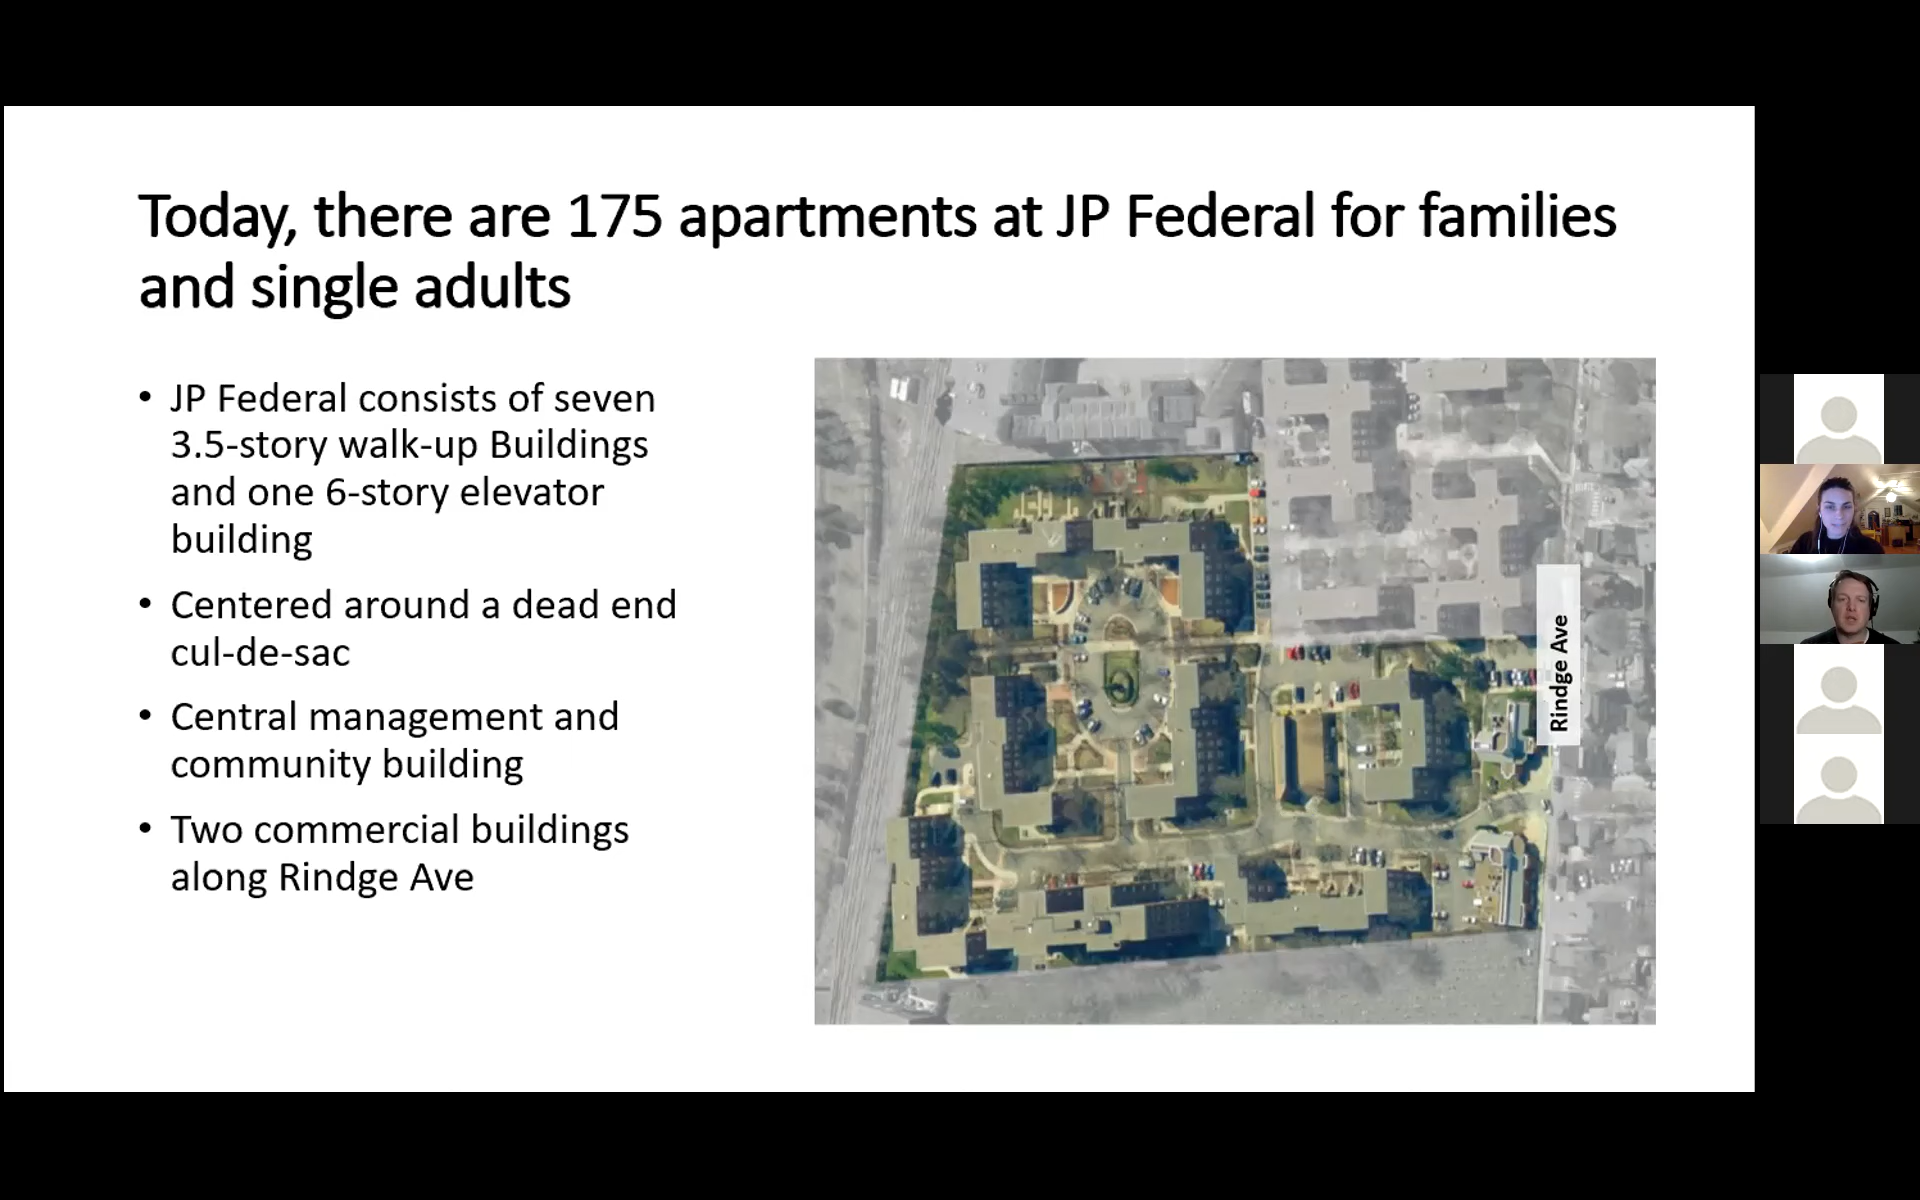 Today, there are 175 apartments at JP Federal for families
and single adults
• JP Federal consists of seven
3.5-story walk-up Buildings
and one 6-story elevator
building
• Centered around a dead end
cul-de-sac
• Central management and
community building
• Two commercial buildings
along Rindge Ave
Rindge Ave